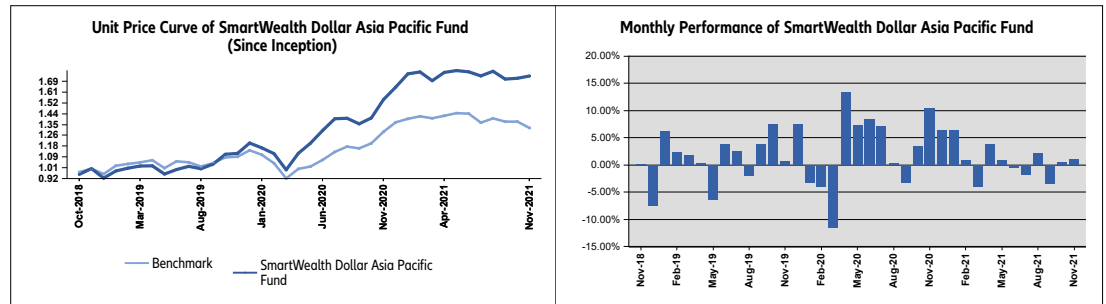 Unit Price Curve of SmartWealth Dollar Asia Pacific Fund
(Since Inception)
1.69
1.60
1.52
1.44
1.35
1.26
1.18
1.09
1.01
0.92
Oct-2018
Mar-2019
Aug-2019
Jan-2020
Jun-2020
Nov-2020
Apr-2021
Nov-2021
Benchmark
SmartWealth Dollar Asia Pacific
Fund
Monthly Performance of SmartWealth Dollar Asia Pacific Fund
20.00%
15.00%
10.00%
5.00%
0.00%
-5.00%
-10.00%
-15.00%
Nov-18
Feb-19
May-19
Aug-19
Nov-19
Feb-20
May-20
Aug-20
Nov-20
Feb-21
May-21
Aug-21
Nov-21